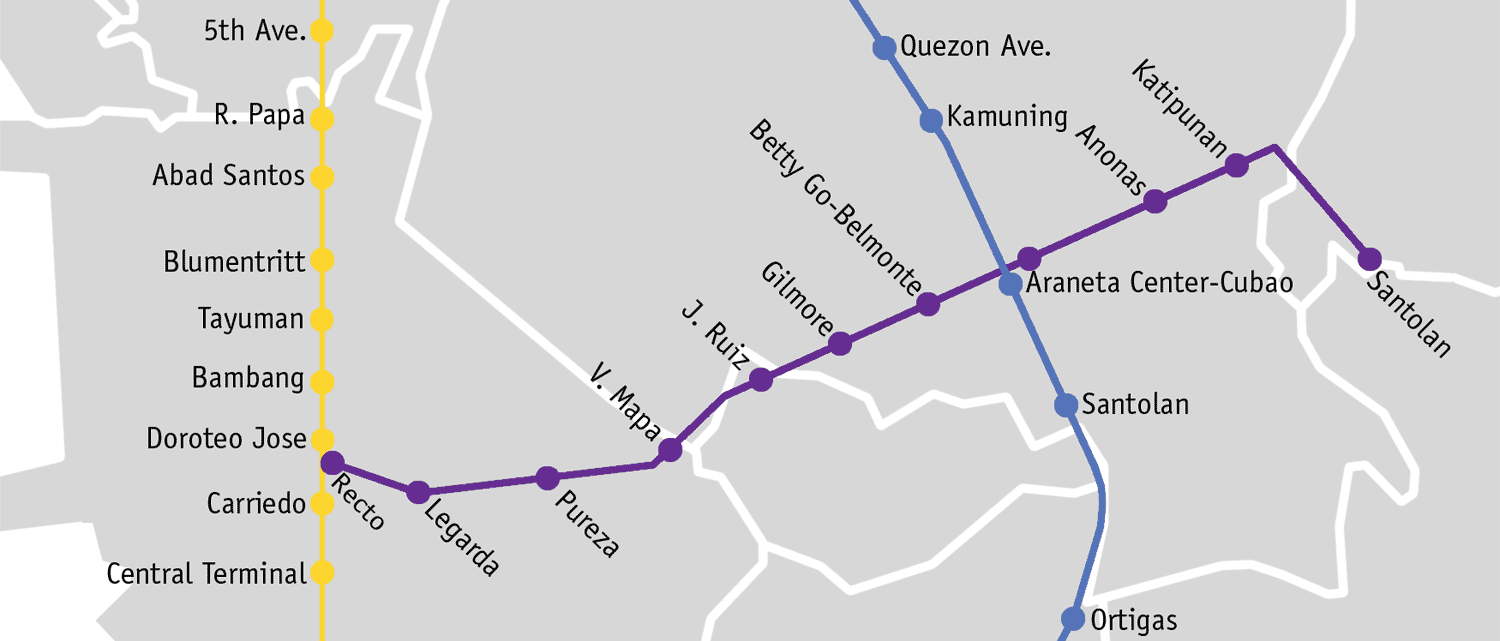 5th Ave.
R. Papa
Abad Santos
Blumentritt
Tayuman
Bambang
Doroteo Jose
Carriedo
Central Terminal
Recto
Legarda
Pureza
V. Mapa
J. Ruiz
Gilmore
Betty Go-Belmonte
Araneta Center-Cubao
Anonas
Katipunan
Santolan
Quezon Ave.
Kamuning
Santolan
Ortigas